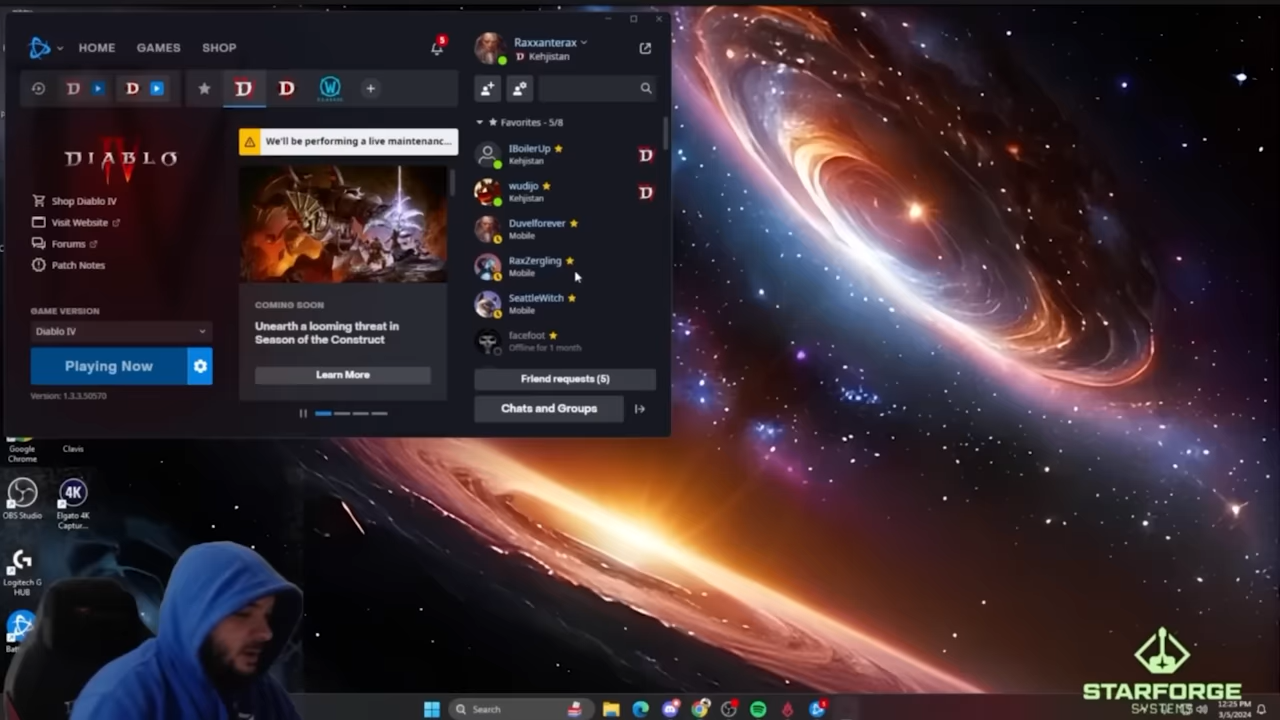 HOME
GAMES
SHOP
5
Raxxanterax
Kehjistan
DIABLO
IV
Shop Diablo IV
Visit Website
Forums
Patch Notes
GAME VERSION
Diablo IV
Playing Now
Version: 1.3.3.50570
We'll be performing a live maintenanc...
COMING SOON
Unearth a looming threat in
Season of the Construct
Learn More
Favorites - 5/8
IBoilerUp
Kehjistan
wudijo
Kehjistan
Duvelforever
Mobile
RaxZergling
Mobile
SeattleWitch
Mobile
facefoot
Offline for 1 month
Friend requests (5)
Chats and Groups
Google
Chrome
Clavis
OBS Studio
4K
Elgato 4K
Captur...
Logitech G
HUB
Search
STARFORGE
SYSTEMS
12:25 PM
3/5/2024